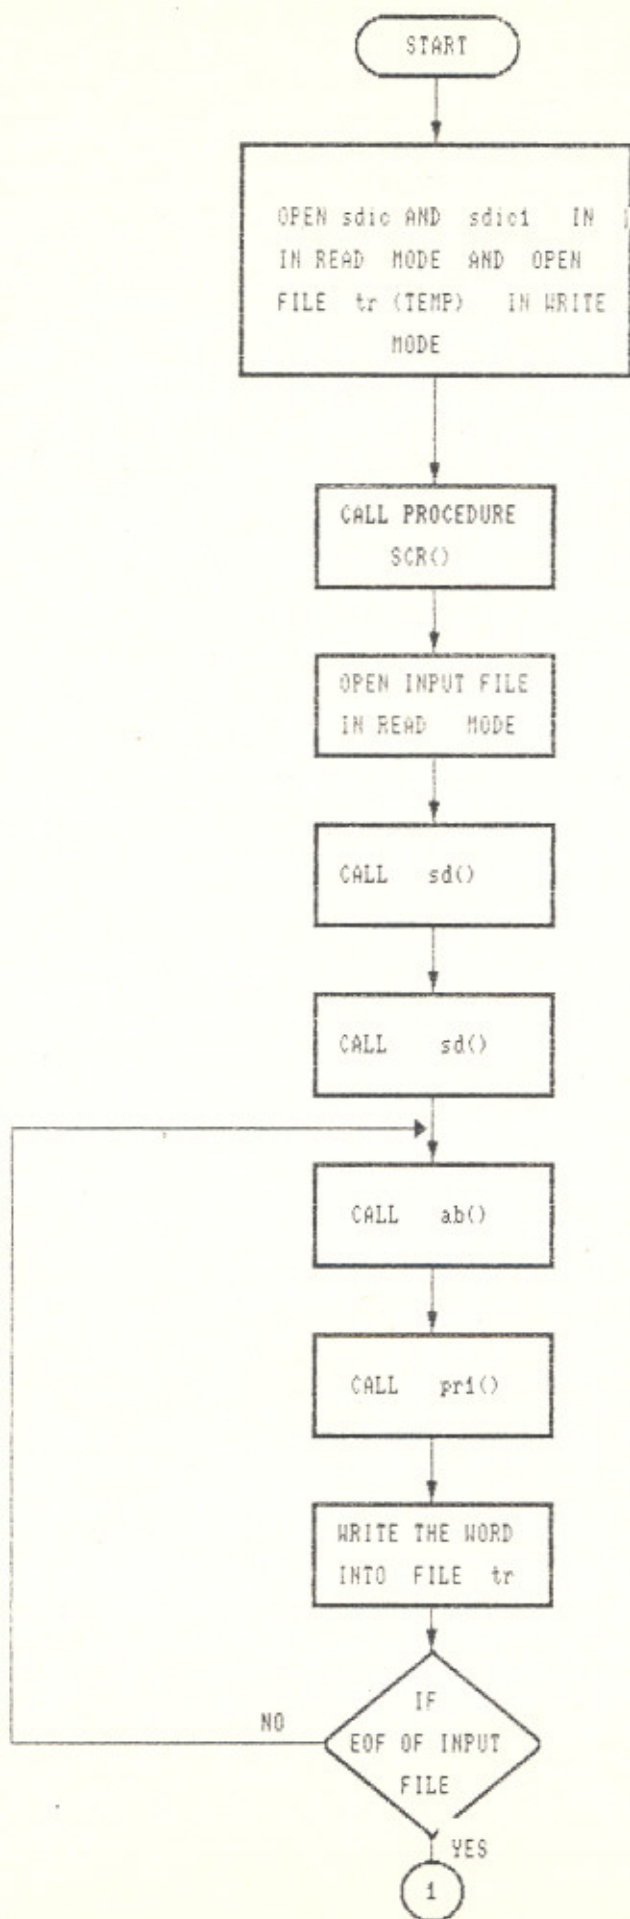 START
OPEN sdic AND sdic1 IN
IN READ MODE AND OPEN
FILE tr (TEMP) IN WRITE
MODE
CALL PROCEDURE
SCR()
OPEN INPUT FILE
IN READ MODE
CALL sd()
CALL sd()
CALL ab()
CALL pr1()
WRITE THE WORD
INTO FILE tr
IF
EOF OF INPUT
FILE
NO
YES
1